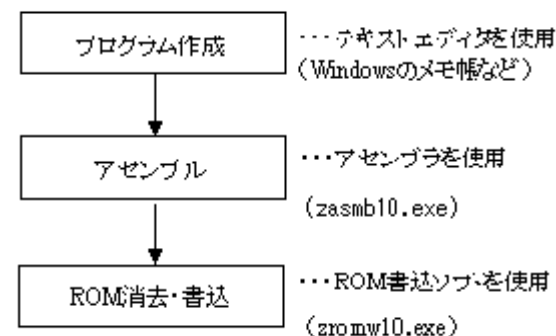 プログラム作成
・・・テキストエディタを使用
(Windowsのメモ帳など)
アセンブル
・・・アセンブラを使用
(zasmb10.exe)
ROM消去・書込
・・・ROM書込ソフトを使用
(zromw10.exe)